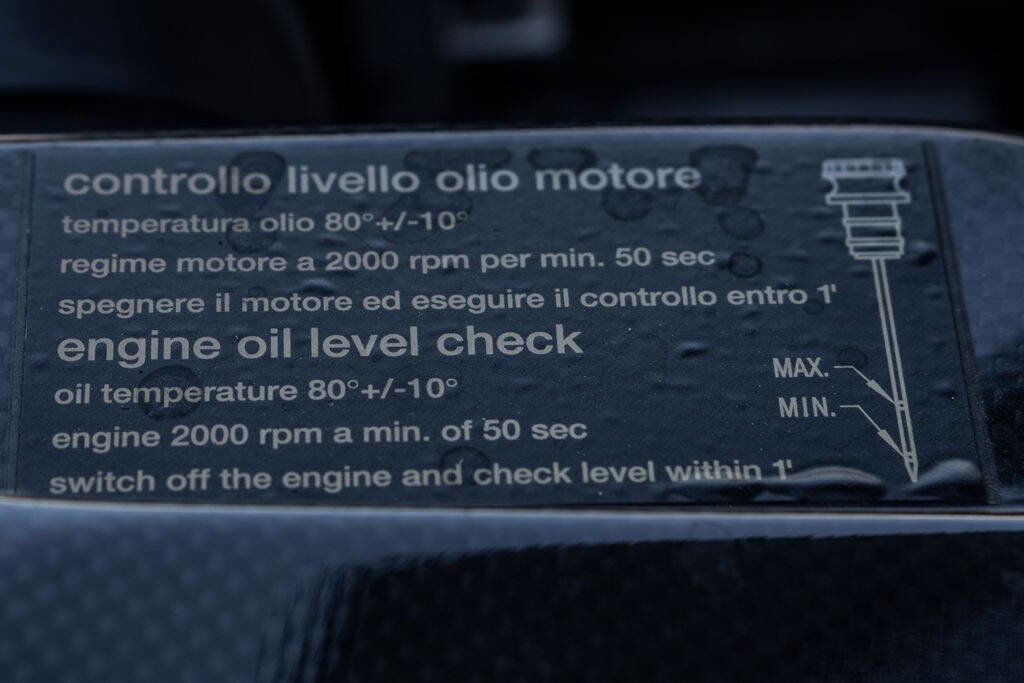 controllo livello olio motore
temperatura olio 80°+/-10°
regime motore a 2000 rpm per min. 50 sec
spegnere il motore ed eseguire il controllo entro 1'
engine oil level check
oil temperature 80°+/-10°
engine 2000 rpm a min. of 50 sec
switch off the engine and check level within 1'
MAX.
MIN.